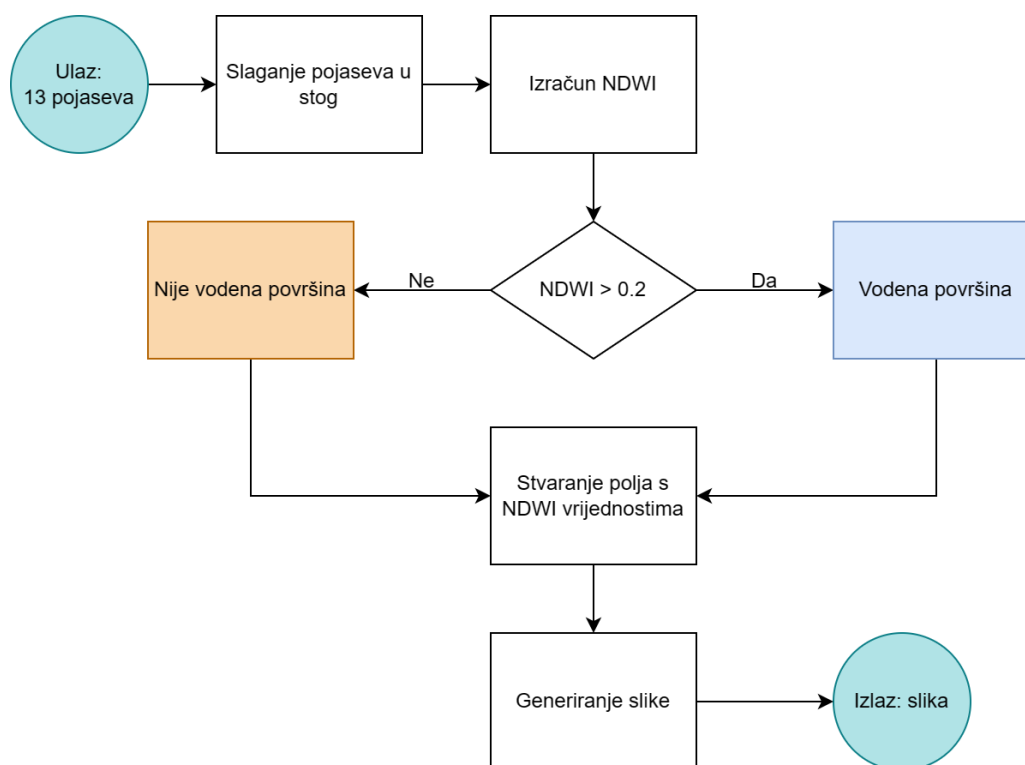 Ulaz:
13 pojaseva
Slaganje pojaseva u
stog
Izračun NDWI
Nije vodena površina
Ne
NDWI > 0.2
Da
Vodena površina
Stvaranje polja s
NDWI vrijednostima
Generiranje slike
Izlaz: slika